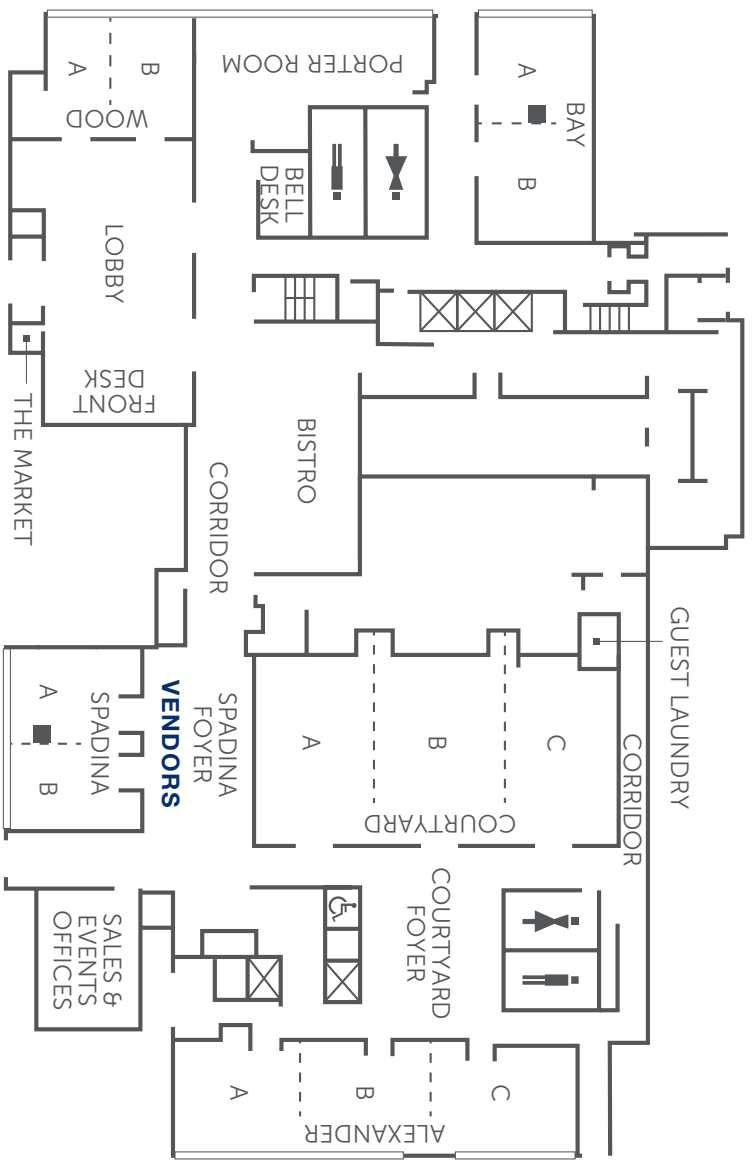 PORTER ROOM
A
B
WOOD
A
BAY
B
BELL
DESK
LOBBY
FRONT
DESK
THE MARKET
BISTRO
CORRIDOR
GUEST LAUNDRY
A
SPADINA
B
VENDORS
SPADINA
FOYER
A
B
C
COURTYARD
CORRIDOR
COURTYARD
FOYER
SALES &
EVENTS
OFFICES
A
B
C
ALEXANDER